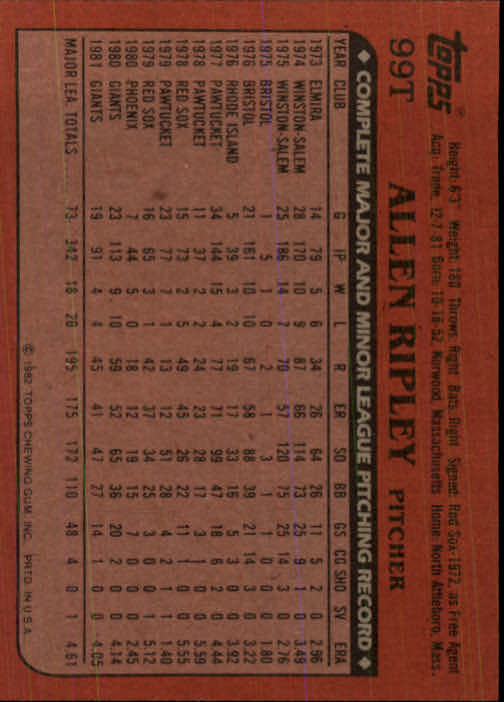 topps®
Height: 6'3" Weight: 180 Throws: Right Bats: Right Signed: Red Sox-1972, as Free Agent
Acq: Trade, 12-7-81 Born: 10-18-52, Norwood, Massachusetts Home: North Attleboro, Mass.
99T ALLEN RIPLEY PITCHER
◆ COMPLETE MAJOR AND MINOR LEAGUE PITCHING RECORD ◆
YEAR CLUB G IP W L R ER SO BB GS CG SHO SV ERA
1973 ELMIRA 14 79 5 6 34 26 64 26 11 5 2 0 2.96
1974 WINSTON-SALEM 28 170 10 9 87 66 114 73 25 9 1 0 3.49
1975 WINSTON-SALEM 25 186 14 7 70 57 120 75 25 14 3 0 2.76
1975 BRISTOL 1 5 1 0 2 1 3 1 1 0 0 0 1.80
1976 BRISTOL 21 161 10 10 67 58 88 39 21 14 3 0 3.22
1976 RHODE ISLAND 5 39 3 2 19 17 33 16 5 3 0 0 3.92
1977 PAWTUCKET 34 144 15 4 77 71 99 47 18 6 2 0 4.44
1978 PAWTUCKET 11 37 2 2 24 23 28 17 3 1 0 0 5.59
1978 RED SOX 15 73 2 5 49 45 26 22 11 1 0 0 5.55
1979 PAWTUCKET 23 77 7 1 13 12 51 28 4 2 1 1 1.40
1979 RED SOX 16 65 3 1 42 37 34 25 3 0 0 1 5.12
1980 PHOENIX 7 44 5 0 18 12 19 15 7 0 0 0 2.45
1980 GIANTS 23 113 9 10 59 52 65 36 20 2 0 0 4.14
1981 GIANTS 19 91 4 4 45 41 47 27 14 1 0 0 4.05
MAJOR LEA. TOTALS 73 342 18 20 195 175 172 110 48 4 0 1 4.61
© 1982 TOPPS CHEWING GUM, INC. PRTD. IN U.S.A.